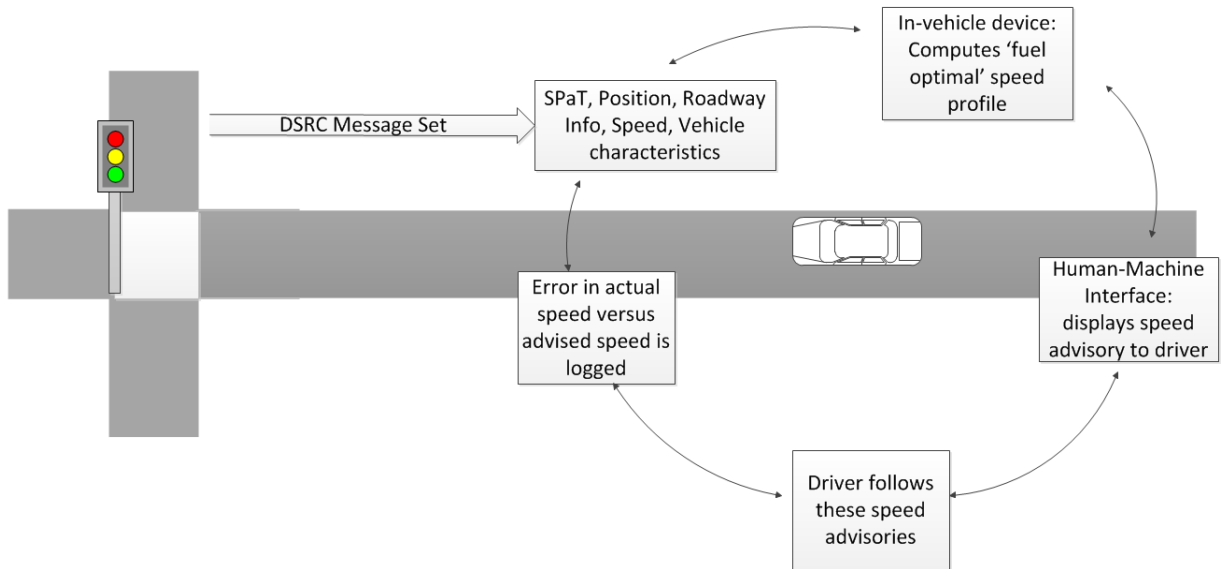 In-vehicle device:
Computes ‘fuel
optimal’ speed
profile
DSRC Message Set
SPaT, Position, Roadway
Info, Speed, Vehicle
characteristics
Error in actual
speed versus
advised speed is
logged
Human-Machine
Interface:
displays speed
advisory to driver
Driver follows
these speed
advisories